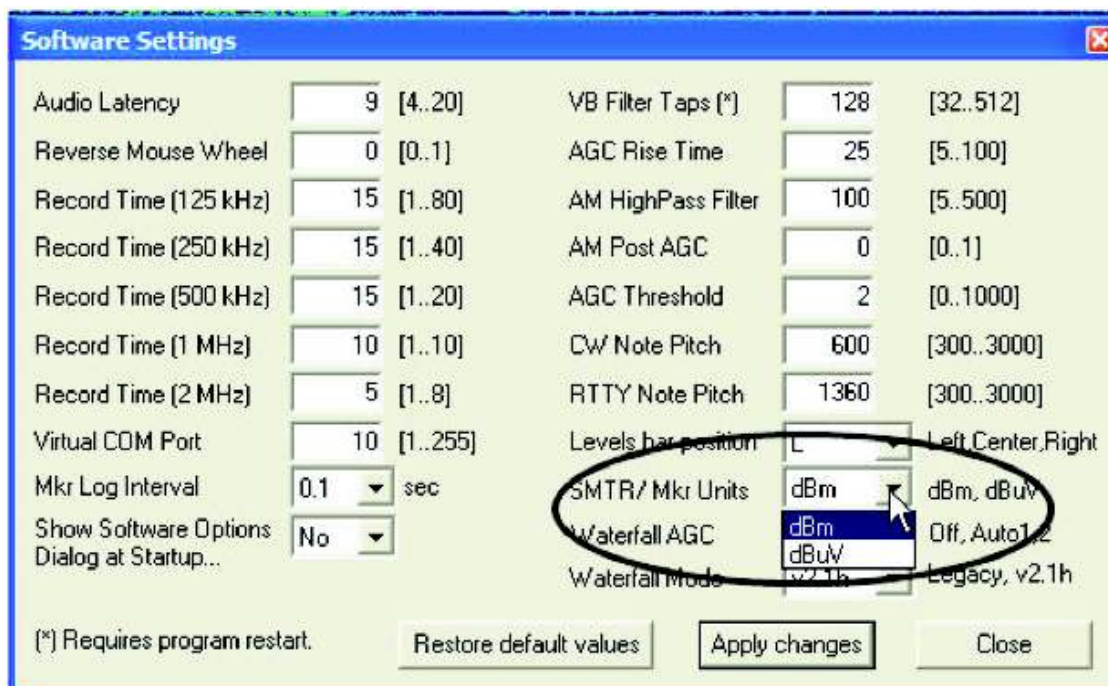 Software Settings
Audio Latency 9 [4..20]
Reverse Mouse Wheel 0 [0..1]
Record Time (125 kHz) 15 [1..80]
Record Time (250 kHz) 15 [1..40]
Record Time (500 kHz) 15 [1..20]
Record Time (1 MHz) 10 [1..10]
Record Time (2 MHz) 5 [1..8]
Virtual COM Port 10 [1..255]
Mkr Log Interval 0.1 sec
Show Software Options
Dialog at Startup... No
VB Filter Taps (*) 128 [32..512]
AGC Rise Time 25 [5..100]
AM HighPass Filter 100 [5..500]
AM Post AGC 0 [0..1]
AGC Threshold 2 [0..1000]
CW Note Pitch 600 [300..3000]
RTTY Note Pitch 1360 [300..3000]
Levels bar position L Left,Center,Right
SMTR/ Mkr Units dBm dBm, dBuV
dBm
dBuV
Waterfall AGC Off, Auto1,2
Waterfall Mode v2.1h Legacy, v2.1h
(*) Requires program restart.
Restore default values
Apply changes
Close